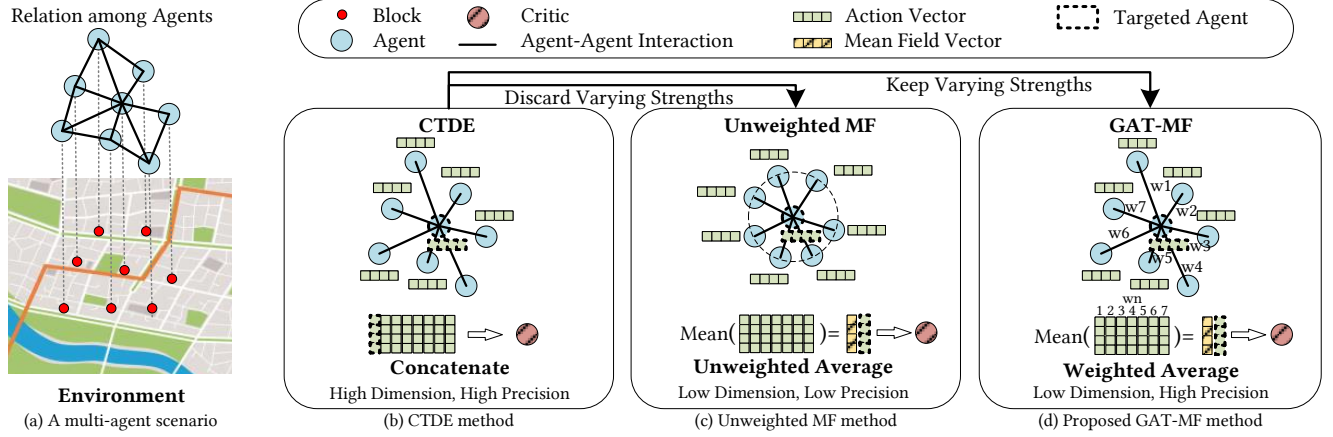 Relation among Agents
Block
Critic
Action Vector
Targeted Agent
Agent
Agent-Agent Interaction
Mean Field Vector
Discard Varying Strengths
Keep Varying Strengths
CTDE
Concatenate
High Dimension, High Precision
Unweighted MF
Mean( )=
Unweighted Average
Low Dimension, Low Precision
GAT-MF
w1
w2
w7
w6
w3
w5
w4
wn
1 2 3 4 5 6 7
Mean( )=
Weighted Average
Low Dimension, High Precision
Environment
(a) A multi-agent scenario
(b) CTDE method
(c) Unweighted MF method
(d) Proposed GAT-MF method